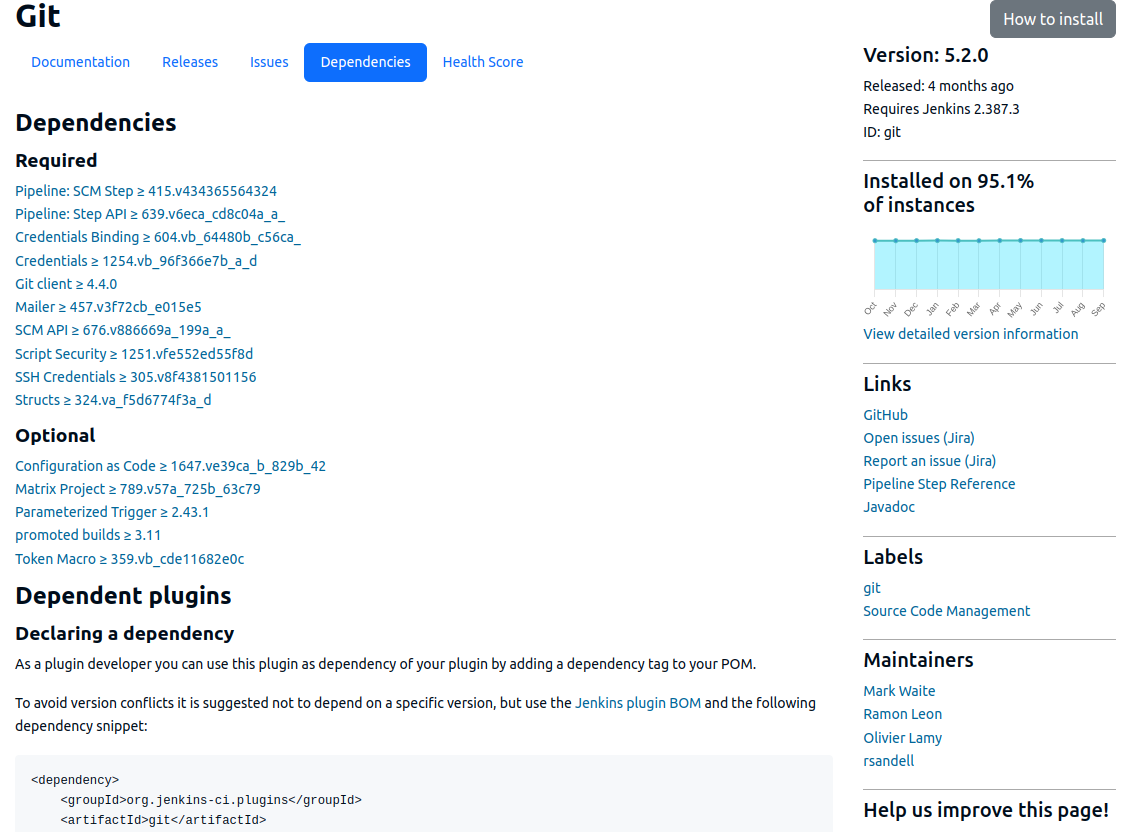 Git
How to install
Documentation
Releases
Issues
Dependencies
Health Score
Dependencies
Required
Pipeline: SCM Step ≥ 415.v434365564324
Pipeline: Step API ≥ 639.v6eca_cd8c04a_a_
Credentials Binding ≥ 604.vb_64480b_c56ca_
Credentials ≥ 1254.vb_96f366e7b_a_d
Git client ≥ 4.4.0
Mailer ≥ 457.v3f72cb_e015e5
SCM API ≥ 676.v886669a_199a_a_
Script Security ≥ 1251.vfe552ed55f8d
SSH Credentials ≥ 305.v8f4381501156
Structs ≥ 324.va_f5d6774f3a_d
Optional
Configuration as Code ≥ 1647.ve39ca_b_829b_42
Matrix Project ≥ 789.v57a_725b_63c79
Parameterized Trigger ≥ 2.43.1
promoted builds ≥ 3.11
Token Macro ≥ 359.vb_cde11682e0c
Dependent plugins
Declaring a dependency
As a plugin developer you can use this plugin as dependency of your plugin by adding a dependency tag to your POM.
To avoid version conflicts it is suggested not to depend on a specific version, but use the Jenkins plugin BOM and the following
dependency snippet:
<dependency>
    <groupId>org.jenkins-ci.plugins</groupId>
    <artifactId>git</artifactId>
Version: 5.2.0
Released: 4 months ago
Requires Jenkins 2.387.3
ID: git
Installed on 95.1%
of instances
Oct Nov Dec Jan Feb Mar Apr May Jun Jul Aug Sep
View detailed version information
Links
GitHub
Open issues (Jira)
Report an issue (Jira)
Pipeline Step Reference
Javadoc
Labels
git
Source Code Management
Maintainers
Mark Waite
Ramon Leon
Olivier Lamy
rsandell
Help us improve this page!